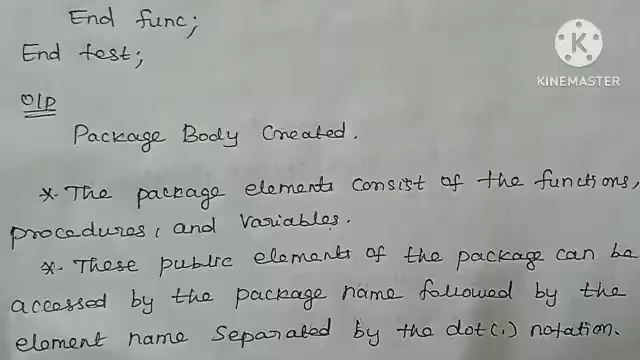 End func;
End test;
KINEMASTER
O/P
Package Body Created.
*. The package elements consist of the functions,
procedures, and variables.
*. These public elements of the package can be
accessed by the package name followed by the
element name separated by the dot(.) notation.